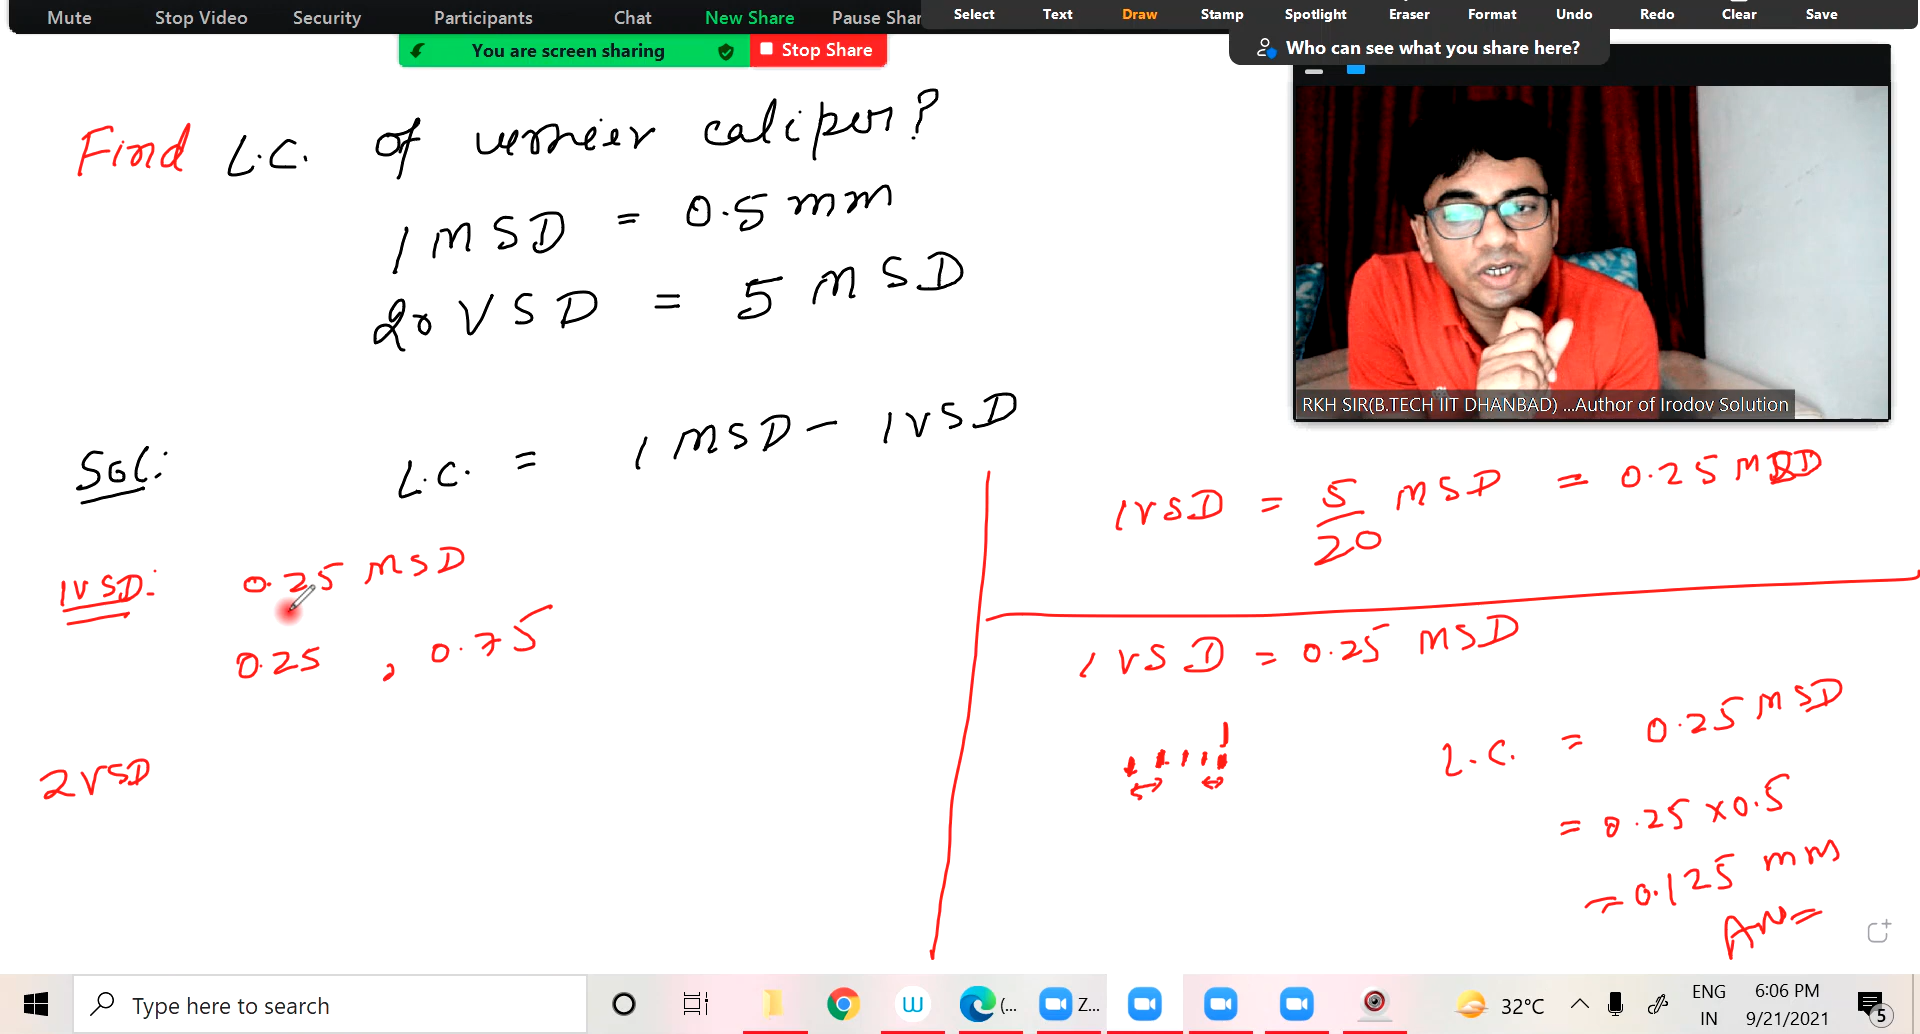 Mute Stop Video Security Participants Chat New Share Pause Shar Select Text Draw Stamp Spotlight Eraser Format Undo Redo Clear Save
You are screen sharing Stop Share Who can see what you share here?
Find L.C. of vernier caliper?
1 MSD = 0.5 mm
20 VSD = 5 MSD
RKH SIR(B.TECH IIT DHANBAD) ...Author of Irodov Solution
Sol: L.C. = 1 MSD - 1 VSD
1VSD: 0.25 MSD
0.25 , 0.75
2 VSD
1VSD = 5/20 MSD = 0.25 MSD
1 VSD = 0.25 MSD
L.C. = 0.25 MSD
= 0.25 x 0.5
= 0.125 mm
Ans
Type here to search
(... Z...
32°C ENG IN 6:06 PM 9/21/2021 5